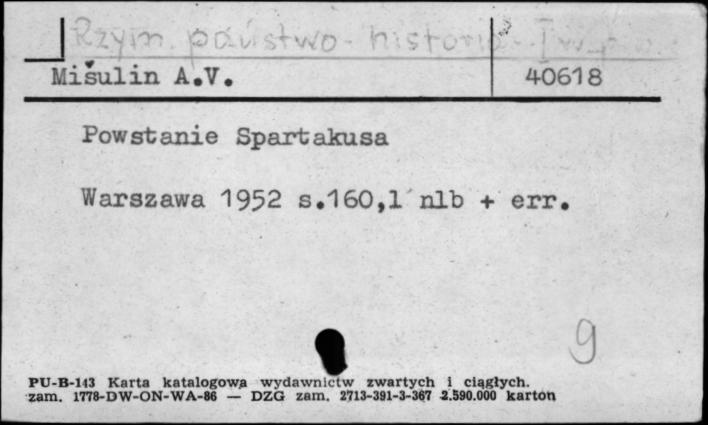 Rzym. państwo - historia - I w. p.n.e.
Mišulin A.V. 40618
Powstanie Spartakusa
Warszawa 1952 s.160,1 nlb + err.
9
PU-B-143 Karta katalogowa wydawnictw zwartych i ciągłych.
zam. 1778-DW-ON-WA-86 — DZG zam. 2713-391-3-367 2.590.000 karton